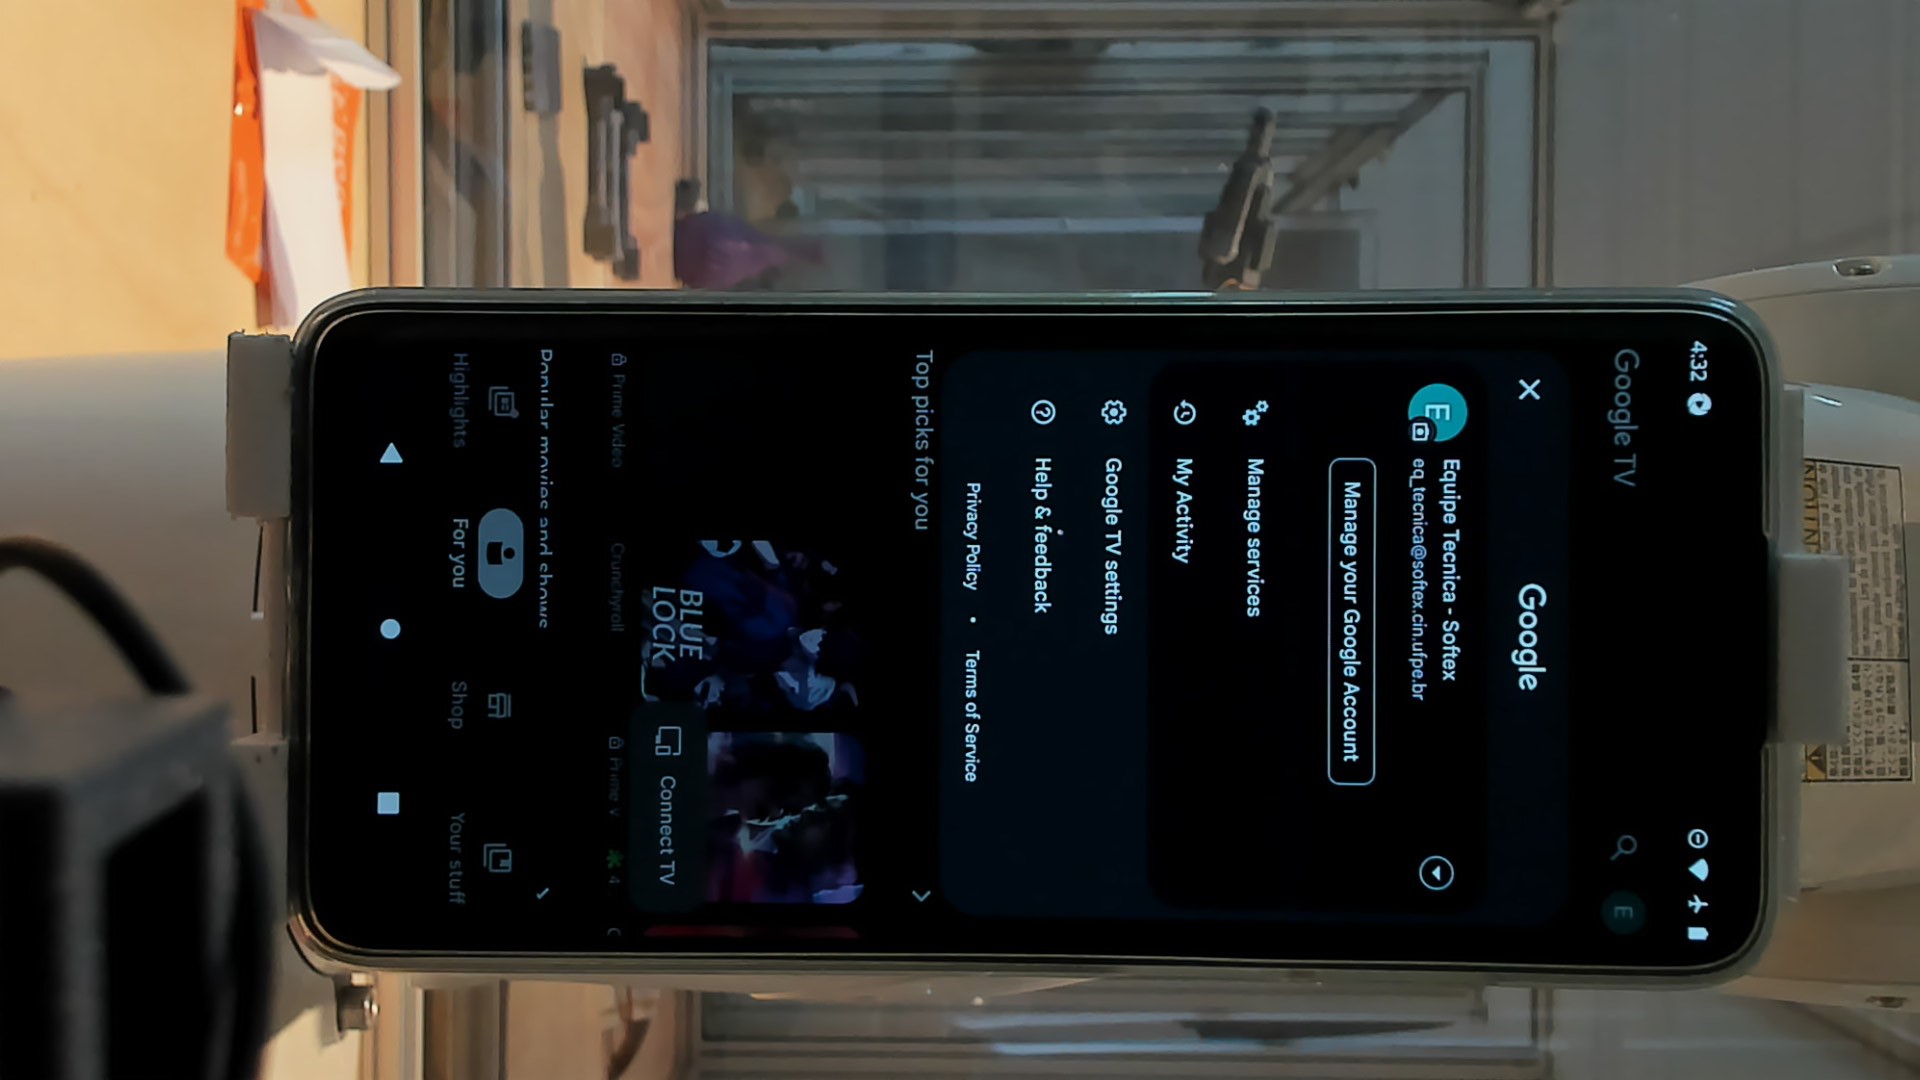 4:32
Google TV
E
Google
E
Equipe Tecnica - Softex
eq_tecnica@softex.cin.ufpe.br
Manage your Google Account
Manage services
My Activity
Google TV settings
Help & feedback
Privacy Policy • Terms of Service
Top picks for you
BLUE
LOCK
Connect TV
Prime Video
Crunchyroll
Prime V
4
Popular movies and shows
Highlights
For you
Shop
Your stuff